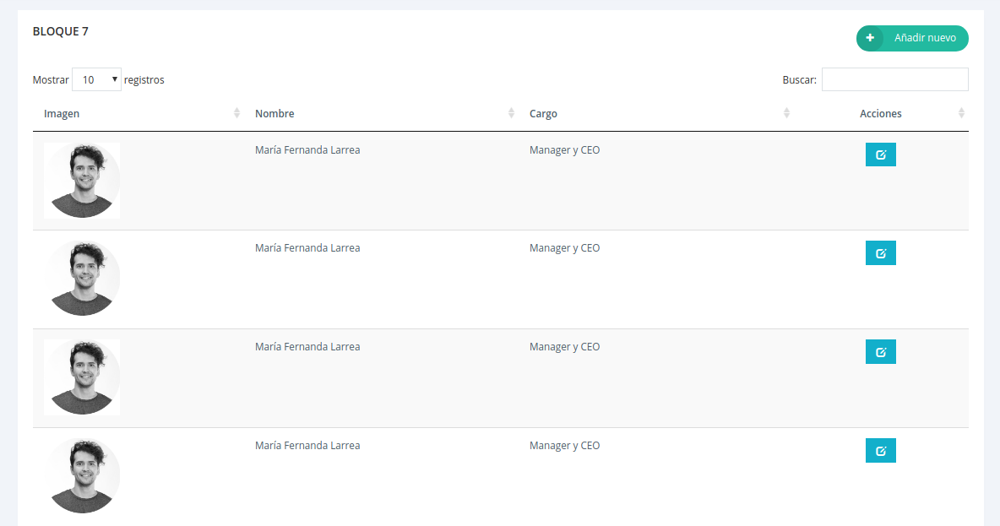 BLOQUE 7
Añadir nuevo
Mostrar 10 registros
Buscar:
Imagen Nombre Cargo Acciones
María Fernanda Larrea Manager y CEO
María Fernanda Larrea Manager y CEO
María Fernanda Larrea Manager y CEO
María Fernanda Larrea Manager y CEO